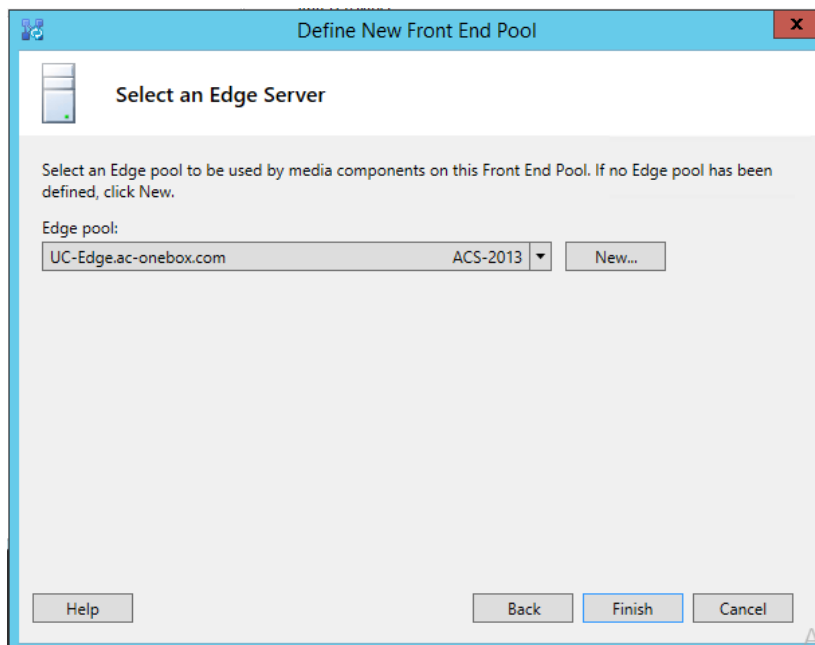 Define New Front End Pool
x
Select an Edge Server
Select an Edge pool to be used by media components on this Front End Pool. If no Edge pool has been
defined, click New.
Edge pool:
UC-Edge.ac-onebox.com ACS-2013 New...
Help Back Finish Cancel